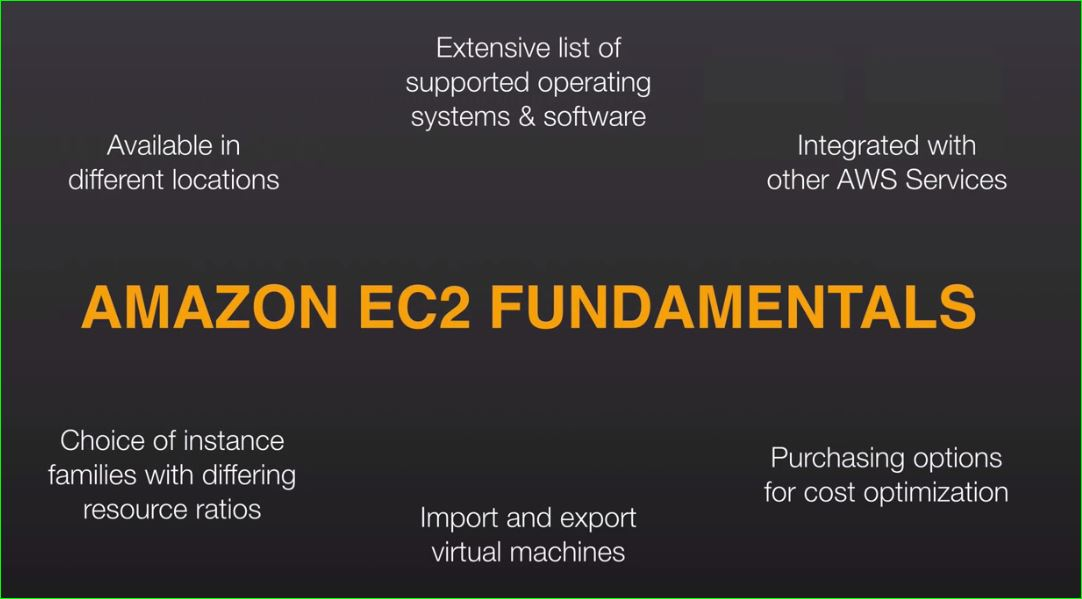 Extensive list of
supported operating
systems & software
Available in
different locations
Integrated with
other AWS Services
AMAZON EC2 FUNDAMENTALS
Choice of instance
families with differing
resource ratios
Purchasing options
for cost optimization
Import and export
virtual machines